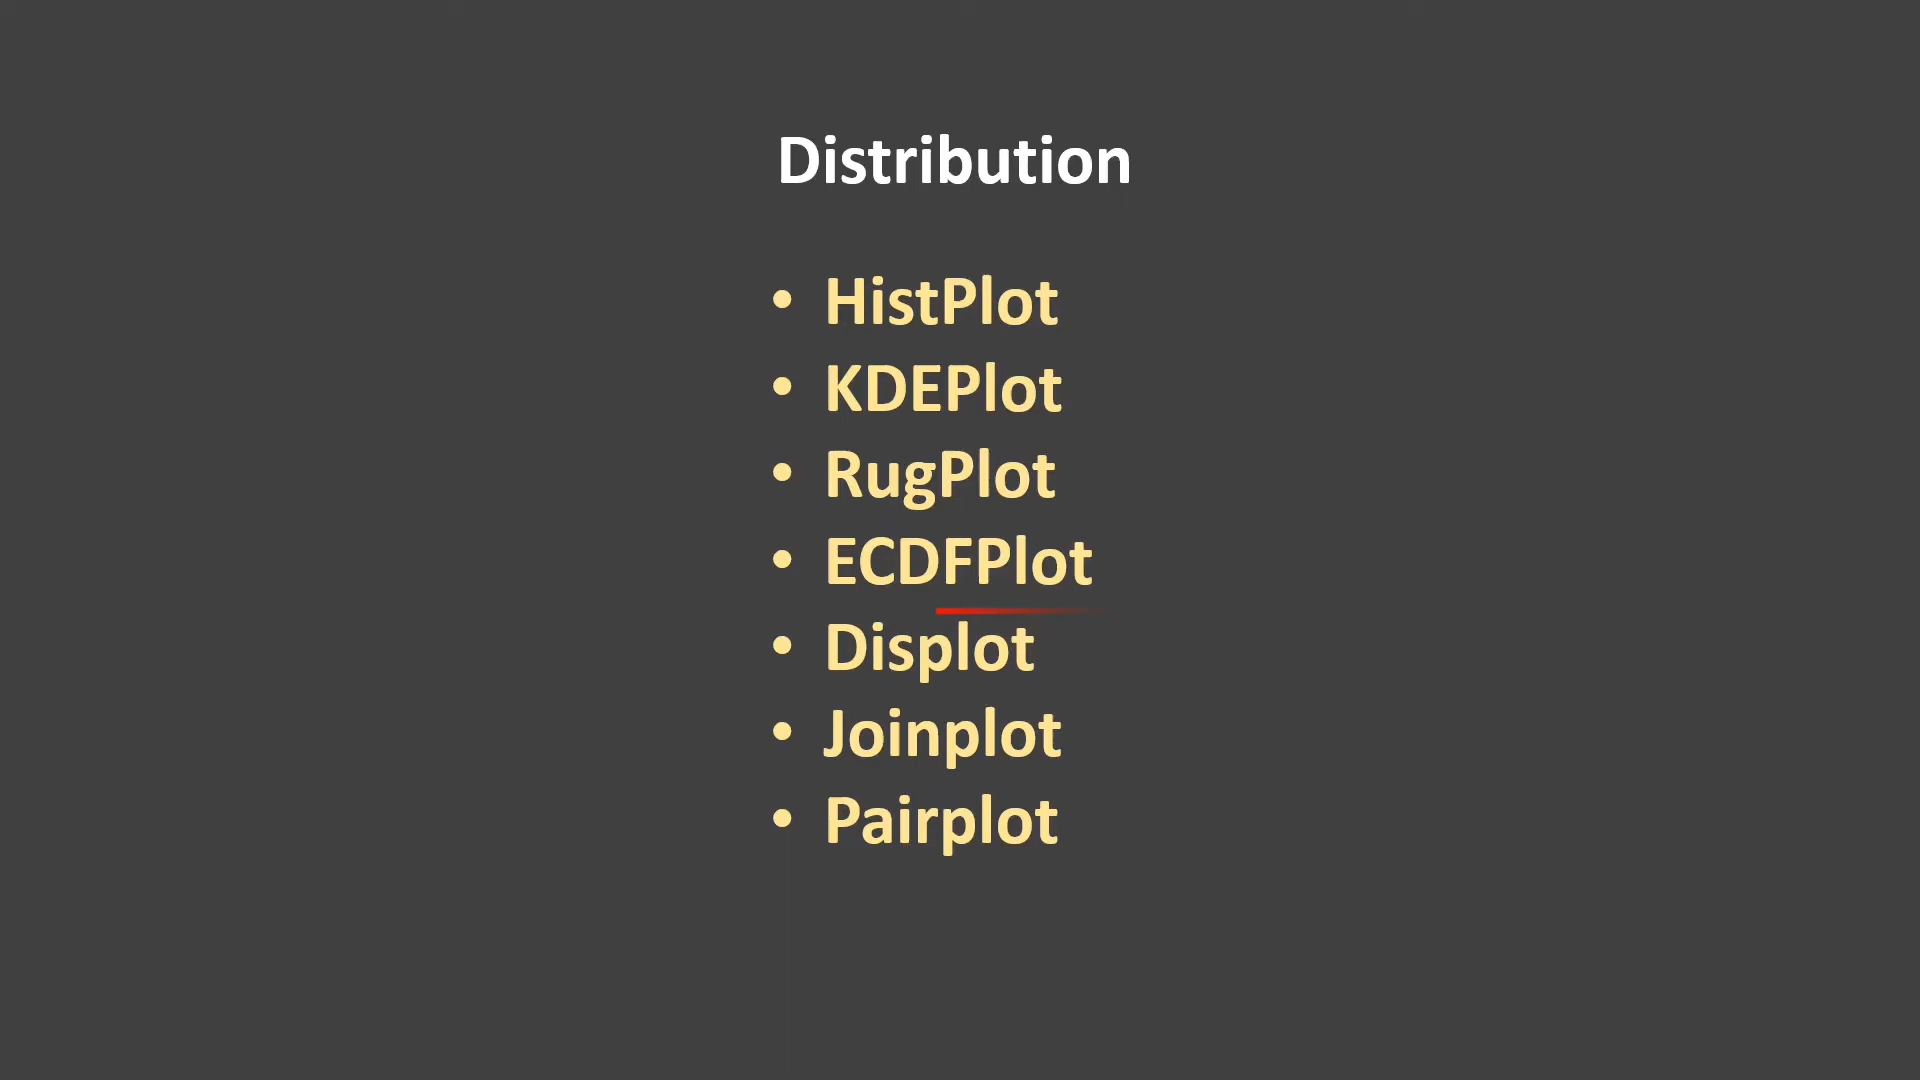 Distribution
• HistPlot
• KDEPlot
• RugPlot
• ECDFPlot
• Displot
• Joinplot
• Pairplot